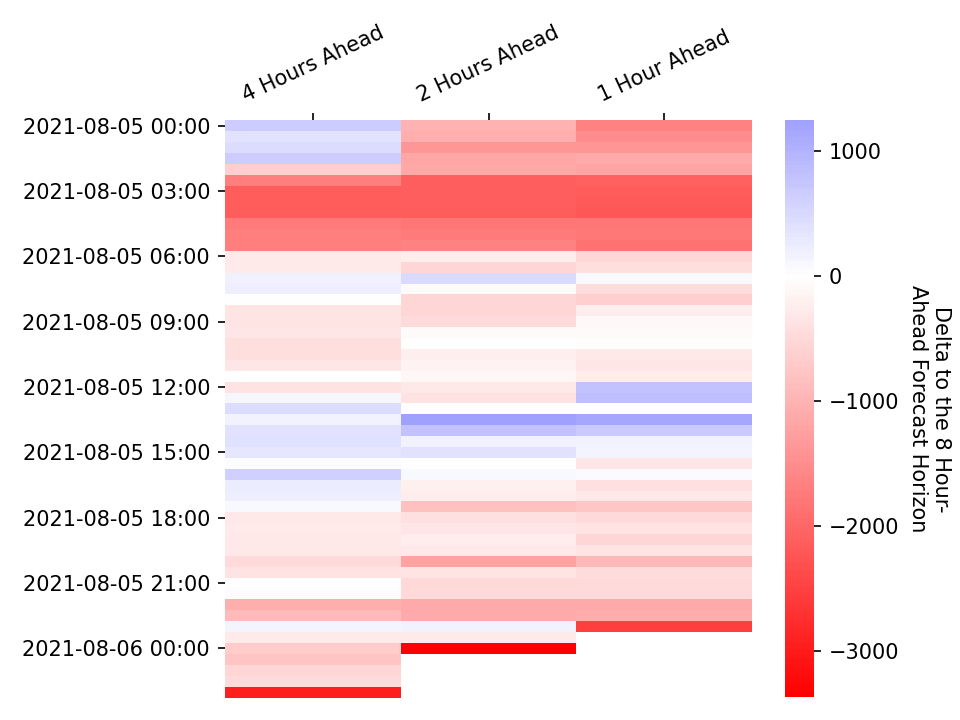 4 Hours Ahead
2 Hours Ahead
1 Hour Ahead
2021-08-05 00:00
2021-08-05 03:00
2021-08-05 06:00
2021-08-05 09:00
2021-08-05 12:00
2021-08-05 15:00
2021-08-05 18:00
2021-08-05 21:00
2021-08-06 00:00
1000
0
−1000
−2000
−3000
Delta to the 8 Hour-
Ahead Forecast Horizon